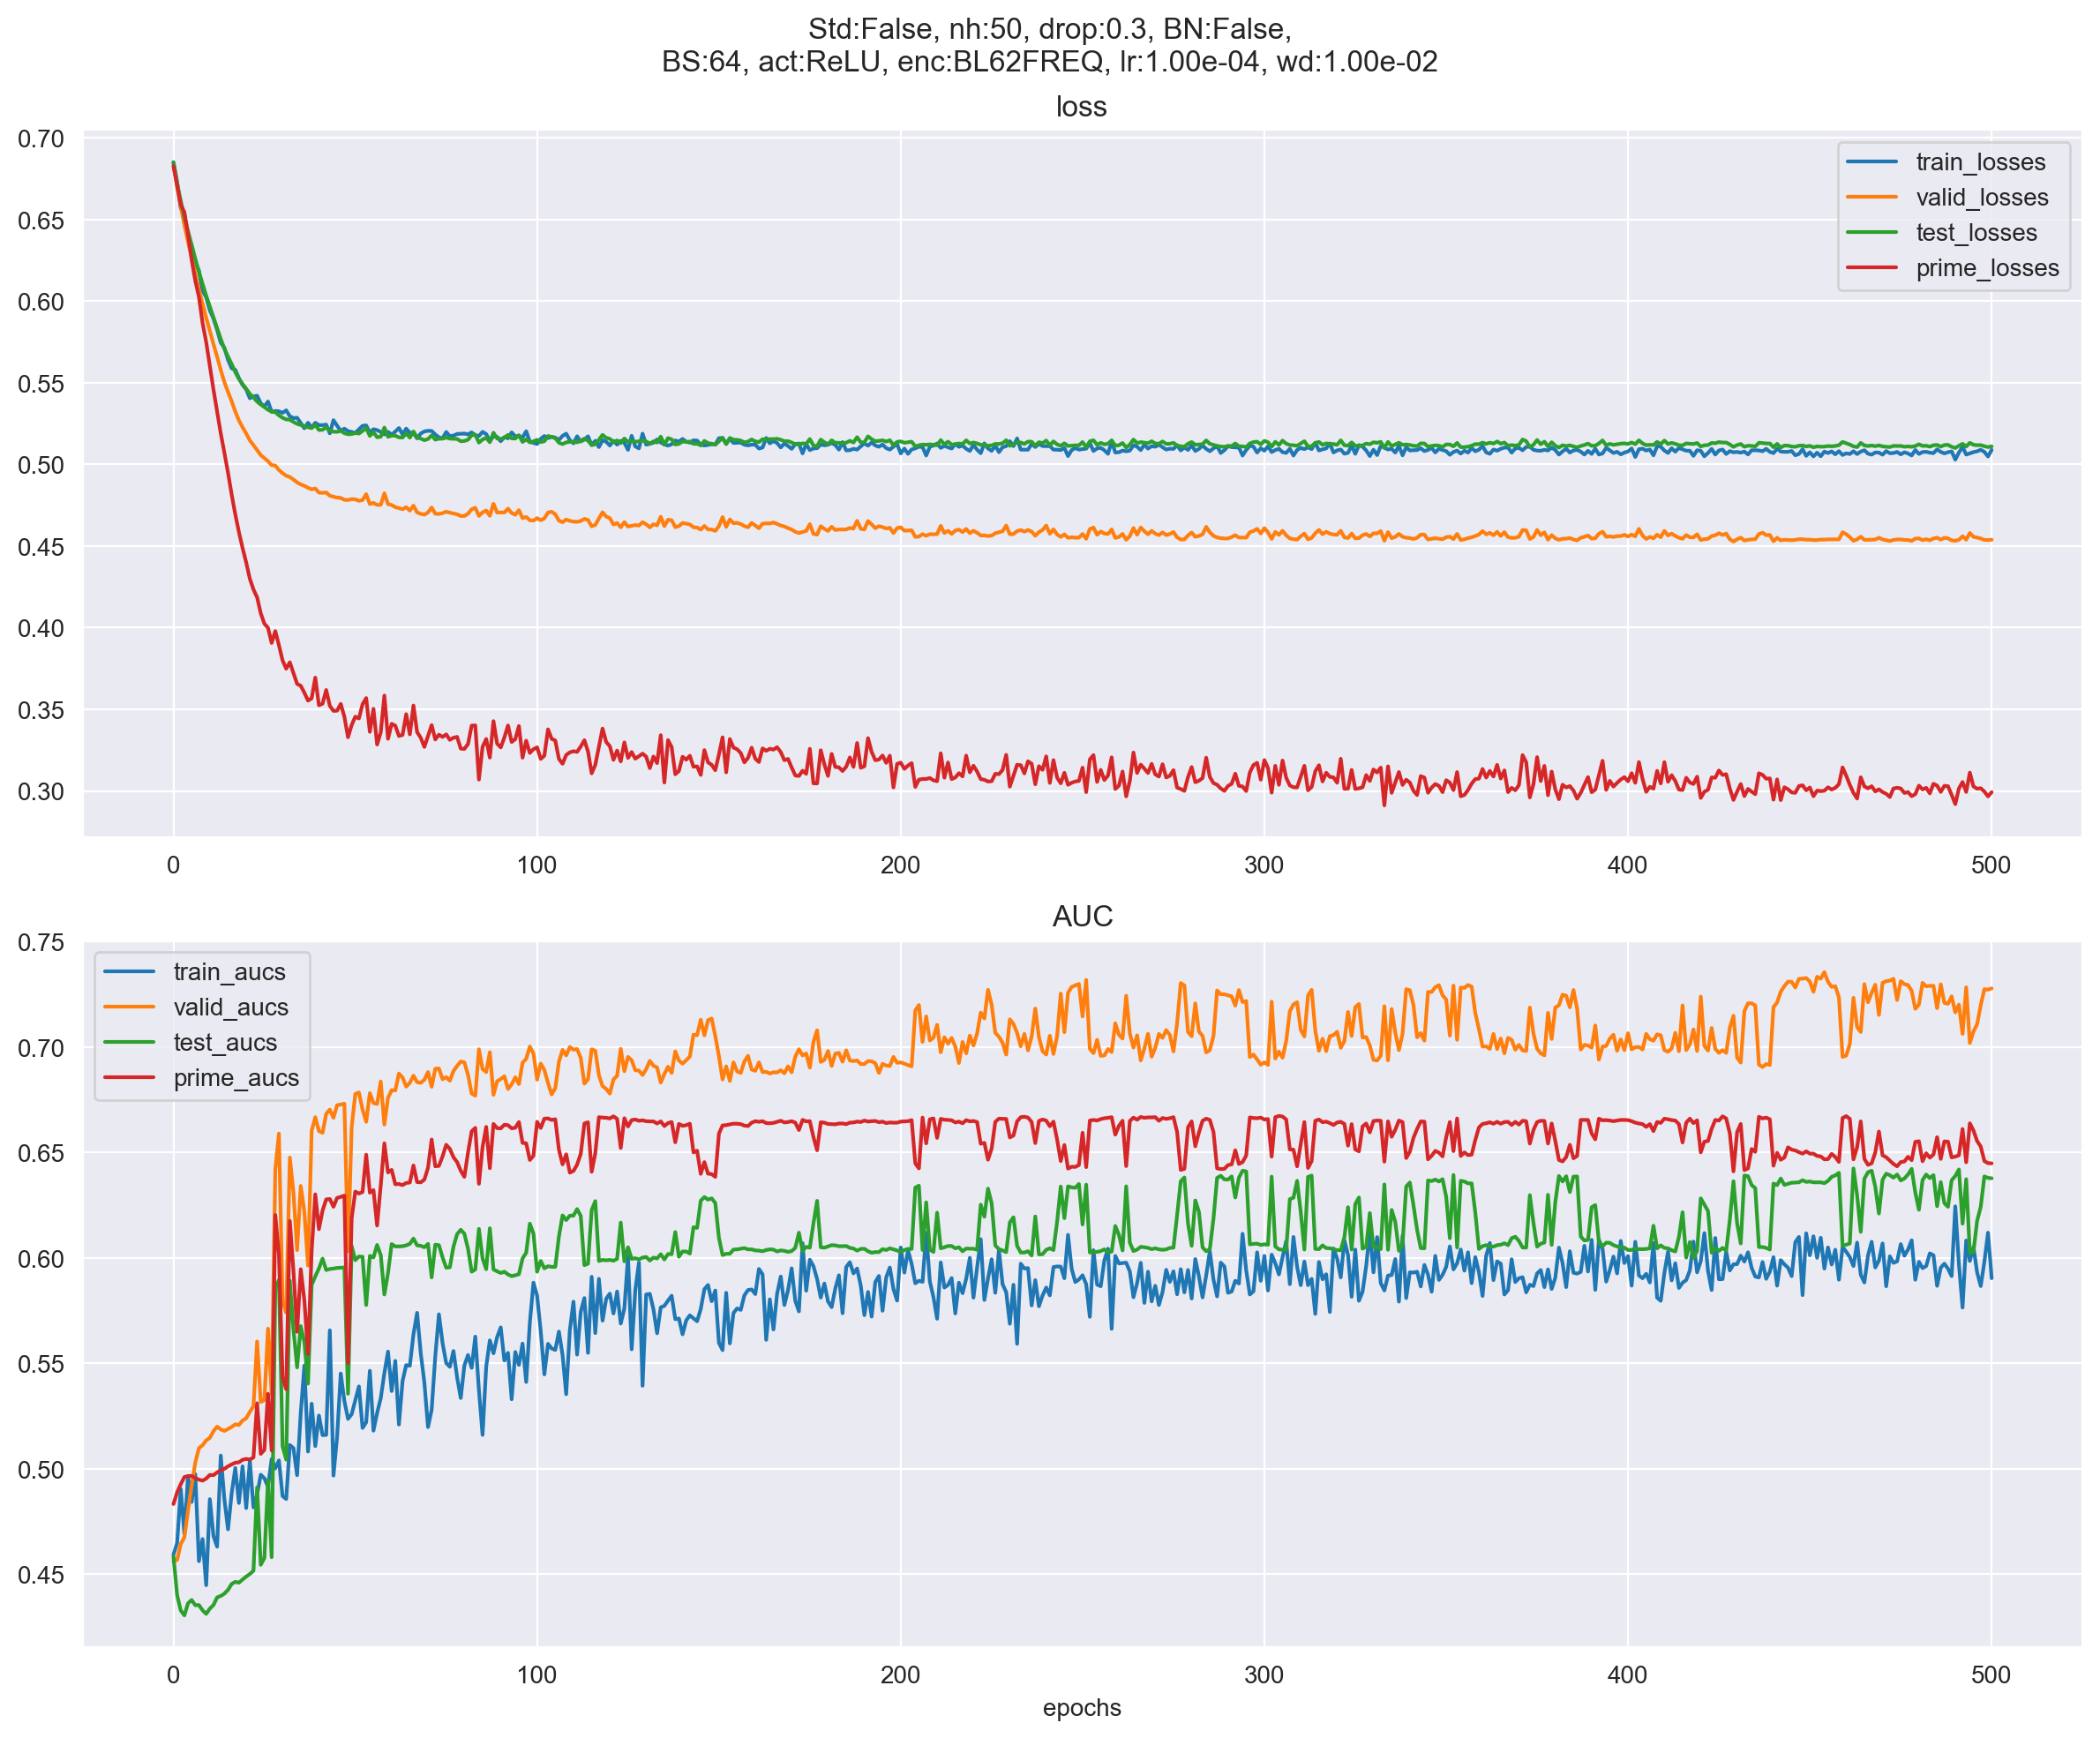 Std:False, nh:50, drop:0.3, BN:False,
BS:64, act:ReLU, enc:BL62FREQ, lr:1.00e-04, wd:1.00e-02
loss
0.70
0.65
0.60
0.55
0.50
0.45
0.40
0.35
0.30
train_losses
valid_losses
test_losses
prime_losses
0 100 200 300 400 500
AUC
0.75
0.70
0.65
0.60
0.55
0.50
0.45
train_aucs
valid_aucs
test_aucs
prime_aucs
0 100 200 300 400 500
epochs